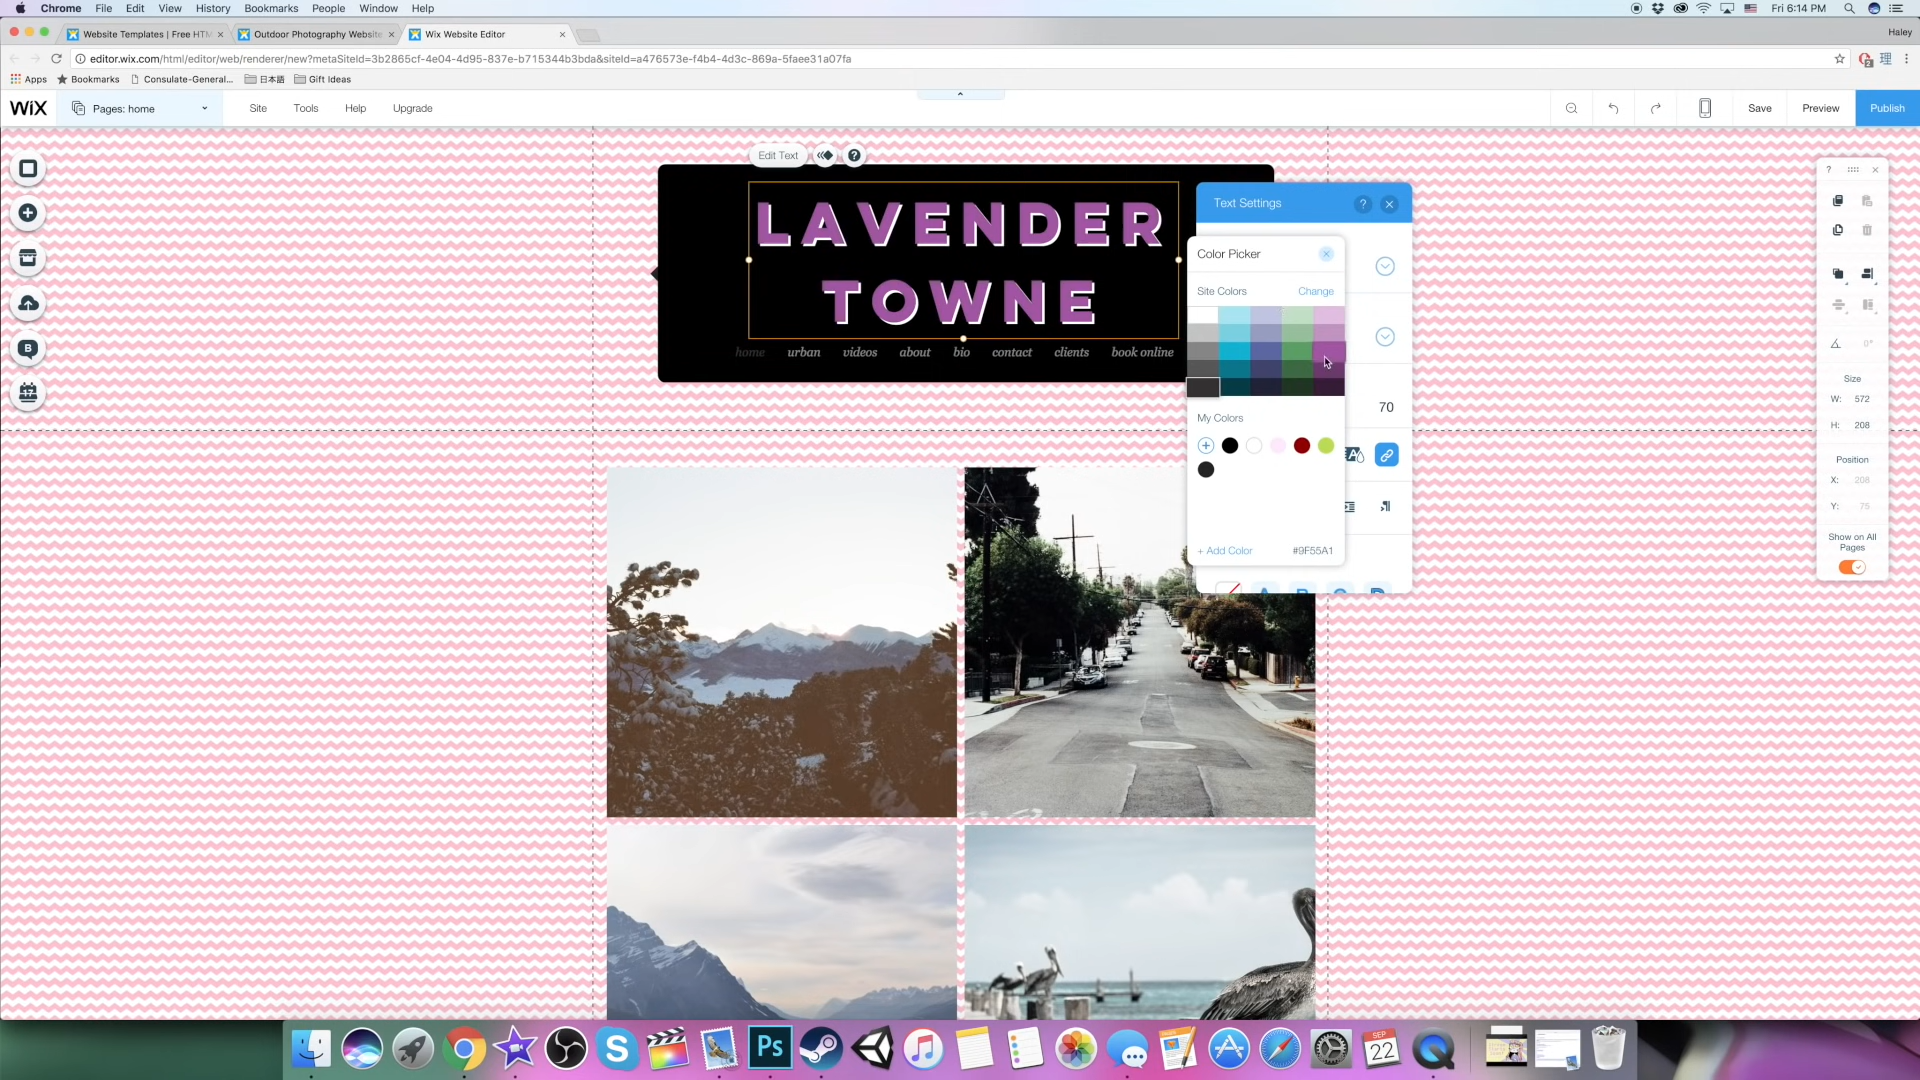 Chrome File Edit View History Bookmarks People Window Help Fri 6:14 PM
Website Templates | Free HTM Outdoor Photography Website Wix Website Editor Haley
editor.wix.com/html/editor/web/renderer/new?metaSiteId=3b2865cf-4e04-4d95-837e-b715344b3bda&siteId=a476573e-f4b4-4d3c-869a-5faee31a07fa
Apps Bookmarks Consulate-General... 日本語 Gift Ideas
WiX Pages: home Site Tools Help Upgrade Save Preview Publish
Edit Text ?
LAVENDER
TOWNE
home urban videos about bio contact clients book online
Text Settings ?
Color Picker
Site Colors Change
My Colors
+ Add Color #9F55A1
70
?
0°
Size
W: 572
H: 208
Position
X: 208
Y: 75
Show on All
Pages
B
Ps
SEP
22